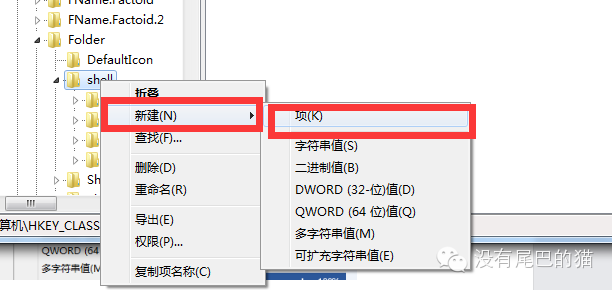 FName.Factoid
FName.Factoid.2
Folder
DefaultIcon
shell
折叠
新建(N)
查找(F)...
删除(D)
重命名(R)
导出(E)
权限(P)...
复制项名称(C)
项(K)
字符串值(S)
二进制值(B)
DWORD (32-位)值(D)
QWORD (64 位)值(Q)
多字符串值(M)
可扩充字符串值(E)
Sh
算机\HKEY_CLASS
QWORD (64
多字符串值(M
没有尾巴的猫